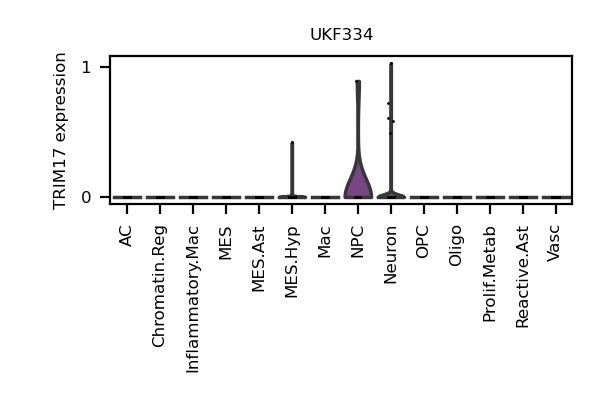 UKF334
TRIM17 expression
1
0
AC
Chromatin.Reg
Inflammatory.Mac
MES
MES.Ast
MES.Hyp
Mac
NPC
Neuron
OPC
Oligo
Prolif.Metab
Reactive.Ast
Vasc